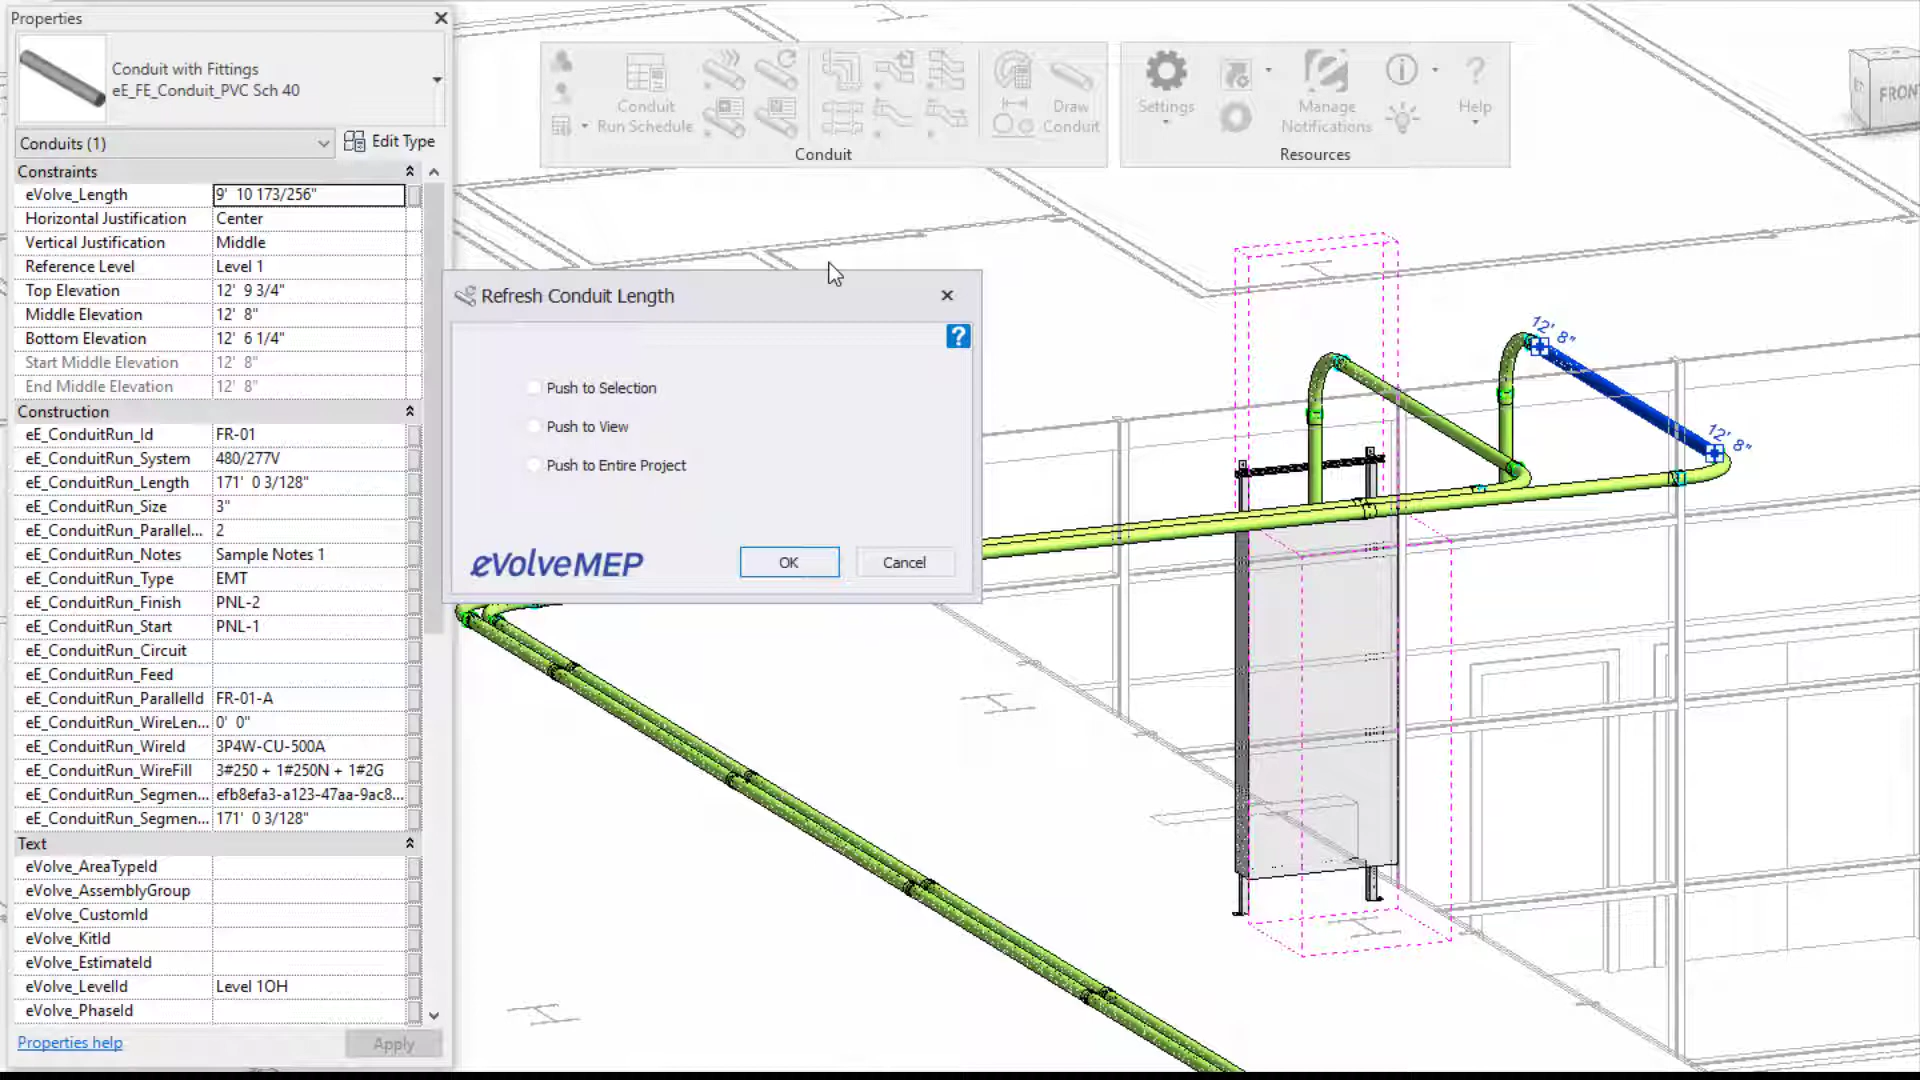 Properties
Conduit with Fittings
eE_FE_Conduit_PVC Sch 40
Conduits (1)
Edit Type
Constraints
eVolve_Length 9' 10 173/256"
Horizontal Justification Center
Vertical Justification Middle
Reference Level Level 1
Top Elevation 12' 9 3/4"
Middle Elevation 12' 8"
Bottom Elevation 12' 6 1/4"
Start Middle Elevation 12' 8"
End Middle Elevation 12' 8"
Construction
eE_ConduitRun_Id FR-01
eE_ConduitRun_System 480/277V
eE_ConduitRun_Length 171' 0 3/128"
eE_ConduitRun_Size 3"
eE_ConduitRun_Parallel... 2
eE_ConduitRun_Notes Sample Notes 1
eE_ConduitRun_Type EMT
eE_ConduitRun_Finish PNL-2
eE_ConduitRun_Start PNL-1
eE_ConduitRun_Circuit
eE_ConduitRun_Feed
eE_ConduitRun_ParallelId FR-01-A
eE_ConduitRun_WireLen... 0' 0"
eE_ConduitRun_WireId 3P4W-CU-500A
eE_ConduitRun_WireFill 3#250 + 1#250N + 1#2G
eE_ConduitRun_Segmen... efb8efa3-a123-47aa-9ac8...
eE_ConduitRun_Segmen... 171' 0 3/128"
Text
eVolve_AreaTypeId
eVolve_AssemblyGroup
eVolve_CustomId
eVolve_KitId
eVolve_EstimateId
eVolve_LevelId Level 1OH
eVolve_PhaseId
Properties help
Apply
Conduit
Run Schedule
Draw
Conduit
Conduit
Settings
Manage
Notifications
Help
Resources
FRONT
Refresh Conduit Length
?
Push to Selection
Push to View
Push to Entire Project
eVolveMEP
OK
Cancel
12' 8"
12' 8"